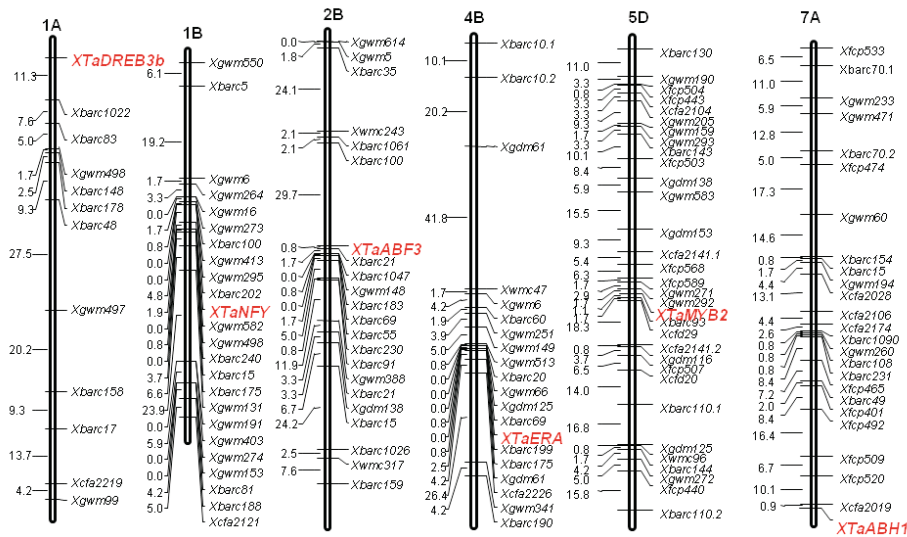 1A
XTaDREB3b
11.3
Xbarc1022
7.6
Xbarc83
5.0
Xgwm498
1.7
Xbarc148
2.5
Xbarc178
9.3
Xbarc48
27.5
Xgwm497
20.2
Xbarc158
9.3
Xbarc17
13.7
Xcfa2219
4.2
Xgwm99
1B
Xgwm550
6.1
Xbarc5
19.2
Xgwm6
1.7
Xgwm264
3.3
Xgwm16
0.0
Xgwm273
1.7
Xbarc100
0.8
Xgwm413
0.0
Xgwm295
0.0
Xbarc202
4.8
XTaNFY
1.9
Xgwm582
0.0
Xgwm498
0.8
Xbarc240
0.0
Xbarc15
3.7
Xbarc175
6.6
Xgwm131
23.9
Xgwm191
0.0
Xgwm403
5.9
Xgwm274
0.0
Xgwm153
0.0
Xbarc81
4.2
Xbarc188
5.0
Xcfa2121
2B
0.0
Xgwm614
1.8
Xgwm5
Xbarc35
24.1
Xwmc243
2.1
Xbarc1061
2.1
Xbarc100
29.7
XTaABF3
0.8
Xbarc21
1.7
Xbarc1047
0.0
Xgwm148
0.8
Xbarc183
0.0
Xbarc69
1.7
Xbarc55
5.0
Xbarc230
0.8
Xbarc91
11.9
Xgwm388
3.3
Xbarc21
6.7
Xgdm138
24.2
Xbarc15
2.5
Xbarc1026
Xwmc317
7.6
Xbarc159
4B
Xbarc10.1
10.1
Xbarc10.2
20.2
Xgdm61
41.8
Xwmc47
1.7
Xgwm6
4.2
Xbarc60
1.9
Xgwm251
3.9
Xgwm149
5.0
Xgwm513
0.8
Xbarc20
0.0
Xgwm66
0.0
Xgdm125
0.0
Xbarc69
0.0
XTaERA
0.8
Xbarc199
0.8
Xbarc175
2.5
Xgdm61
4.2
Xcfa2226
26.4
Xgwm341
4.2
Xbarc190
5D
Xbarc130
11.0
Xgwm190
3.3
Xfcp504
0.8
Xfcp443
3.3
Xcfa2104
3.3
Xgwm205
9.3
Xgwm159
1.7
Xgwm293
3.3
Xbarc143
10.1
Xfcp503
8.4
Xgdm138
5.9
Xgwm583
15.5
Xgdm153
9.3
Xcfa2141.1
5.4
Xfcp568
6.3
Xfcp589
1.7
Xgwm271
2.9
Xgwm292
1.7
XTaMYB2
1.7
Xbarc93
18.3
Xcfd29
0.8
Xcfa2141.2
3.7
Xgdm116
6.5
Xfcp507
Xcfd20
14.0
Xbarc110.1
16.8
Xgdm125
0.8
Xwmc96
1.7
Xbarc144
4.2
Xgwm272
5.0
Xfcp440
15.8
Xbarc110.2
7A
Xfcp533
6.5
Xbarc70.1
11.0
Xgwm233
5.9
Xgwm471
12.8
Xbarc70.2
5.0
Xfcp474
17.3
Xgwm60
14.6
Xbarc154
0.8
Xbarc15
1.7
Xgwm194
13.1
Xcfa2028
Xcfa2106
4.4
Xcfa2174
2.6
Xbarc1090
0.8
Xgwm260
0.8
Xbarc108
0.8
Xbarc231
8.4
Xfcp465
7.2
Xbarc49
2.0
Xfcp401
8.4
Xfcp492
16.4
Xfcp509
6.7
Xfcp520
10.1
Xcfa2019
0.9
XTaABH1